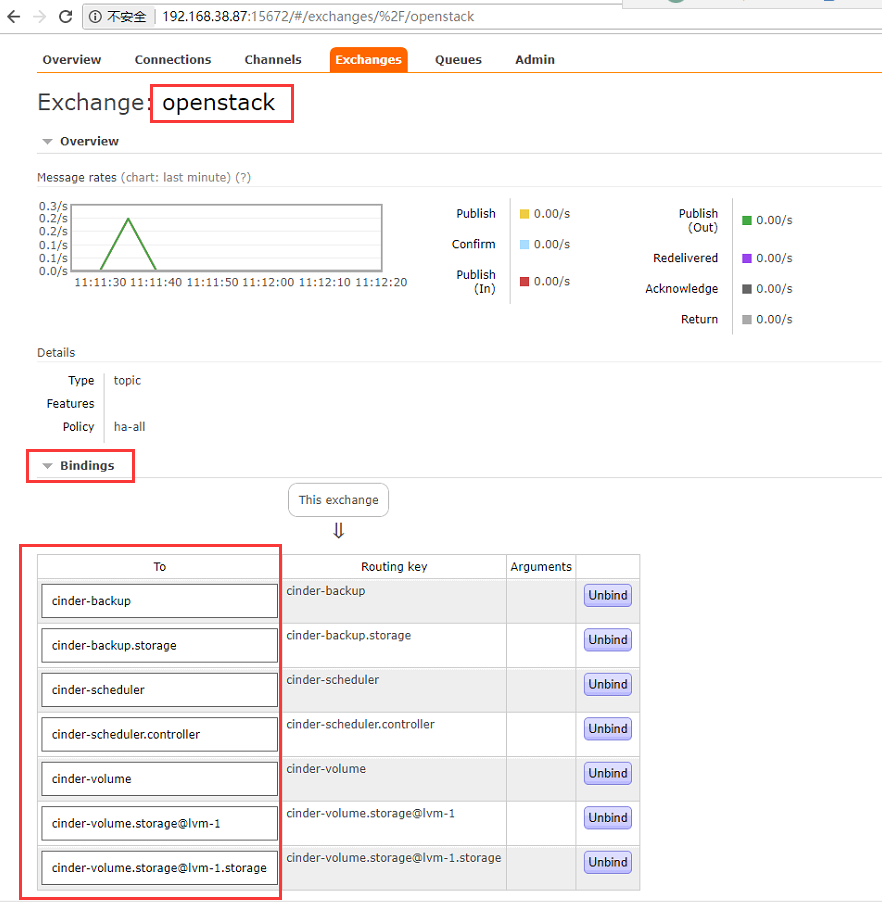 不安全 192.168.38.87:15672/#/exchanges/%2F/openstack
Overview Connections Channels Exchanges Queues Admin
Exchange: openstack
Overview
Message rates (chart: last minute) (?)
0.3/s
0.2/s
0.2/s
0.1/s
0.1/s
0.0/s
11:11:30 11:11:40 11:11:50 11:12:00 11:12:10 11:12:20
Publish 0.00/s
Confirm 0.00/s
Publish
(In) 0.00/s
Publish
(Out) 0.00/s
Redelivered 0.00/s
Acknowledge 0.00/s
Return 0.00/s
Details
Type topic
Features
Policy ha-all
Bindings
This exchange
⇓
To Routing key Arguments
cinder-backup cinder-backup Unbind
cinder-backup.storage cinder-backup.storage Unbind
cinder-scheduler cinder-scheduler Unbind
cinder-scheduler.controller cinder-scheduler.controller Unbind
cinder-volume cinder-volume Unbind
cinder-volume.storage@lvm-1 cinder-volume.storage@lvm-1 Unbind
cinder-volume.storage@lvm-1.storage cinder-volume.storage@lvm-1.storage Unbind